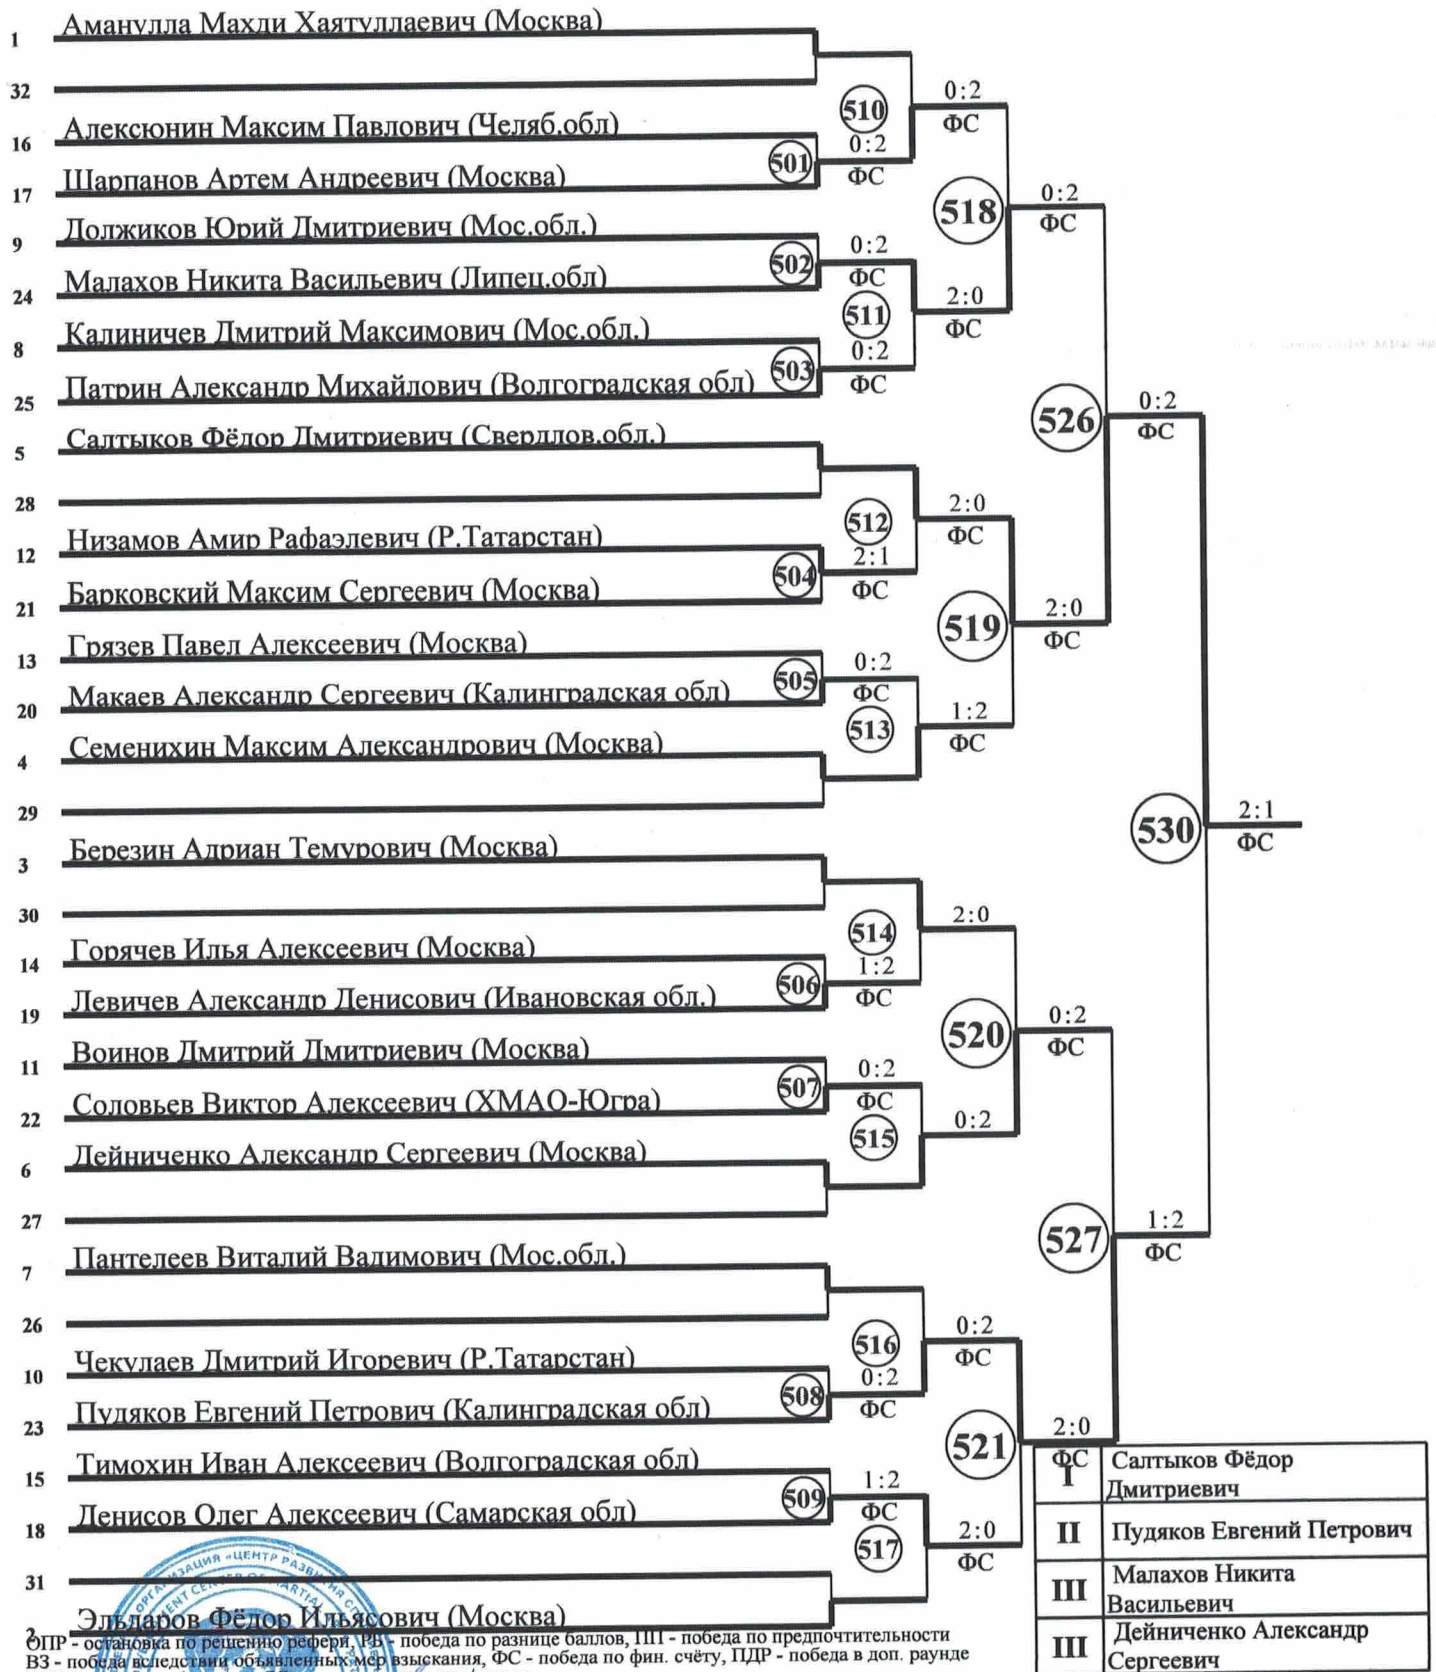 1 Аманулла Махди Хаятуллаевич (Москва)
32
0:2
510
ФС
16 Алексюнин Максим Павлович (Челяб.обл)
501
0:2
ФС
17 Шарпанов Артем Андреевич (Москва)
518
0:2
ФС
9 Должиков Юрий Дмитриевич (Мос.обл.)
502
0:2
ФС
24 Малахов Никита Васильевич (Липец.обл)
511
2:0
ФС
8 Калиничев Дмитрий Максимович (Мос.обл.)
503
0:2
ФС
25 Патрин Александр Михайлович (Волгоградская обл)
526
0:2
ФС
5 Салтыков Фёдор Дмитриевич (Свердлов.обл.)
28
512
2:0
ФС
12 Низамов Амир Рафаэлевич (Р.Татарстан)
504
2:1
ФС
21 Барковский Максим Сергеевич (Москва)
519
2:0
ФС
13 Грязев Павел Алексеевич (Москва)
505
0:2
ФС
20 Макаев Александр Сергеевич (Калинградская обл)
513
1:2
ФС
4 Семенихин Максим Александрович (Москва)
29
530
2:1
ФС
3 Березин Адриан Темурович (Москва)
30
514
2:0
14 Горячев Илья Алексеевич (Москва)
506
1:2
ФС
19 Левичев Александр Денисович (Ивановская обл.)
520
0:2
ФС
11 Воинов Дмитрий Дмитриевич (Москва)
507
0:2
ФС
22 Соловьев Виктор Алексеевич (ХМАО-Югра)
515
0:2
6 Дейниченко Александр Сергеевич (Москва)
27
527
1:2
ФС
7 Пантелеев Виталий Вадимович (Мос.обл.)
26
516
0:2
ФС
10 Чекулаев Дмитрий Игоревич (Р.Татарстан)
508
0:2
ФС
23 Пудяков Евгений Петрович (Калинградская обл)
521
2:0
ФС
15 Тимохин Иван Алексеевич (Волгоградская обл)
509
1:2
ФС
18 Денисов Олег Алексеевич (Самарская обл)
517
2:0
ФС
31
2 Эльдаров Фёдор Ильясович (Москва)
I Салтыков Фёдор
Дмитриевич
II Пудяков Евгений Петрович
III Малахов Никита
Васильевич
III Дейниченко Александр
Сергеевич
ОПР - остановка по решению рефери, РБ - победа по разнице баллов, ПП - победа по предпочтительности
ВЗ - победа вследствии объявленных мер взыскания, ФС - победа по фин. счёту, ПДР - победа в доп. раунде